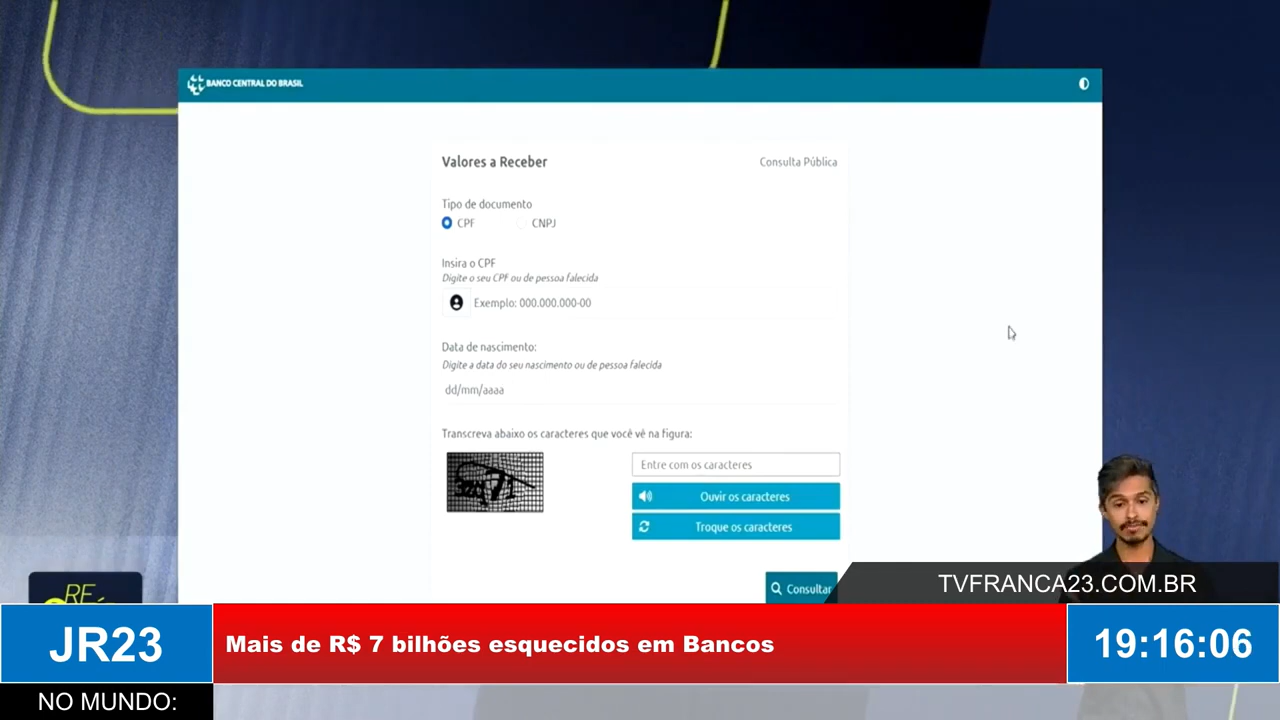 BANCO CENTRAL DO BRASIL
Valores a Receber
Consulta Pública
Tipo de documento
CPF
CNPJ
Insira o CPF
Digite o seu CPF ou de pessoa falecida
Exemplo: 000.000.000-00
Data de nascimento:
Digite a data do seu nascimento ou de pessoa falecida
dd/mm/aaaa
Transcreva abaixo os caracteres que você vê na figura:
Entre com os caracteres
Ouvir os caracteres
Troque os caracteres
Consultar
TVFRANCA23.COM.BR
JR23
Mais de R$ 7 bilhões esquecidos em Bancos
19:16:06
NO MUNDO: